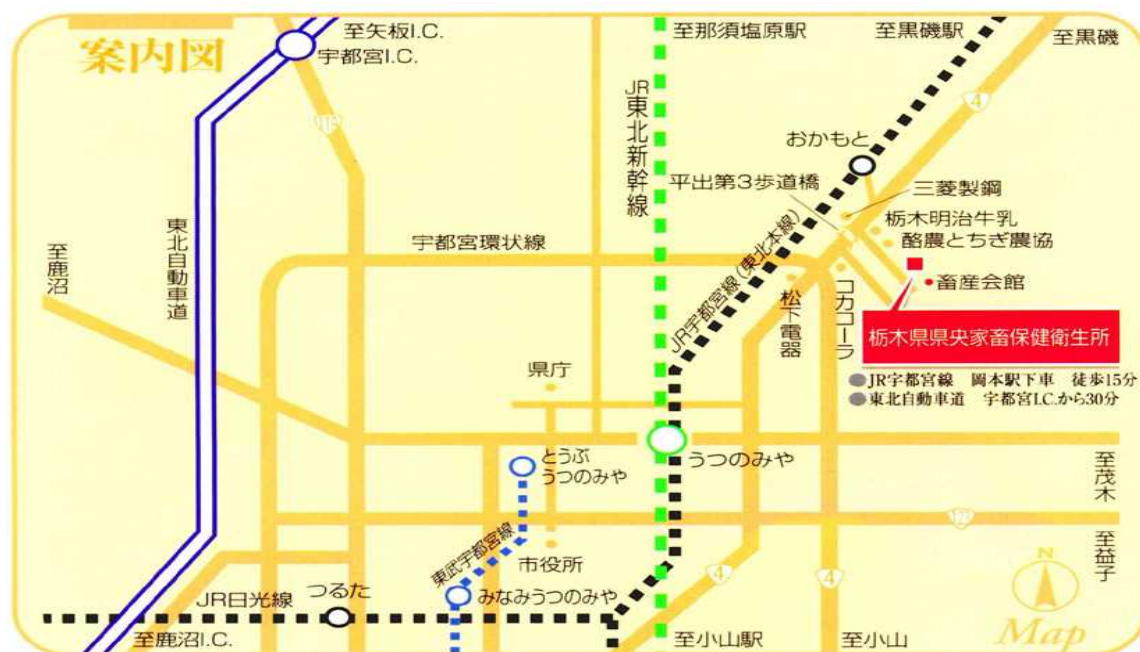 案内図
至矢板I.C.
宇都宮I.C.
至那須塩原駅
至黒磯駅
至黒磯
119
4
JR東北新幹線
おかもと
平出第3歩道橋
三菱製鋼
栃木明治牛乳
酪農とちぎ農協
畜産会館
宇都宮環状線
JR宇都宮線(東北本線)
東北自動車道
至鹿沼
松下電器
コカコーラ
栃木県県央家畜保健衛生所
●JR宇都宮線 岡本駅下車 徒歩15分
●東北自動車道 宇都宮I.C.から30分
県庁
とうぶ
うつのみや
うつのみや
至茂木
至益子
東武宇都宮線
市役所
みなみうつのみや
つるた
JR日光線
至鹿沼I.C.
4
4
至小山駅
至小山
N
Map